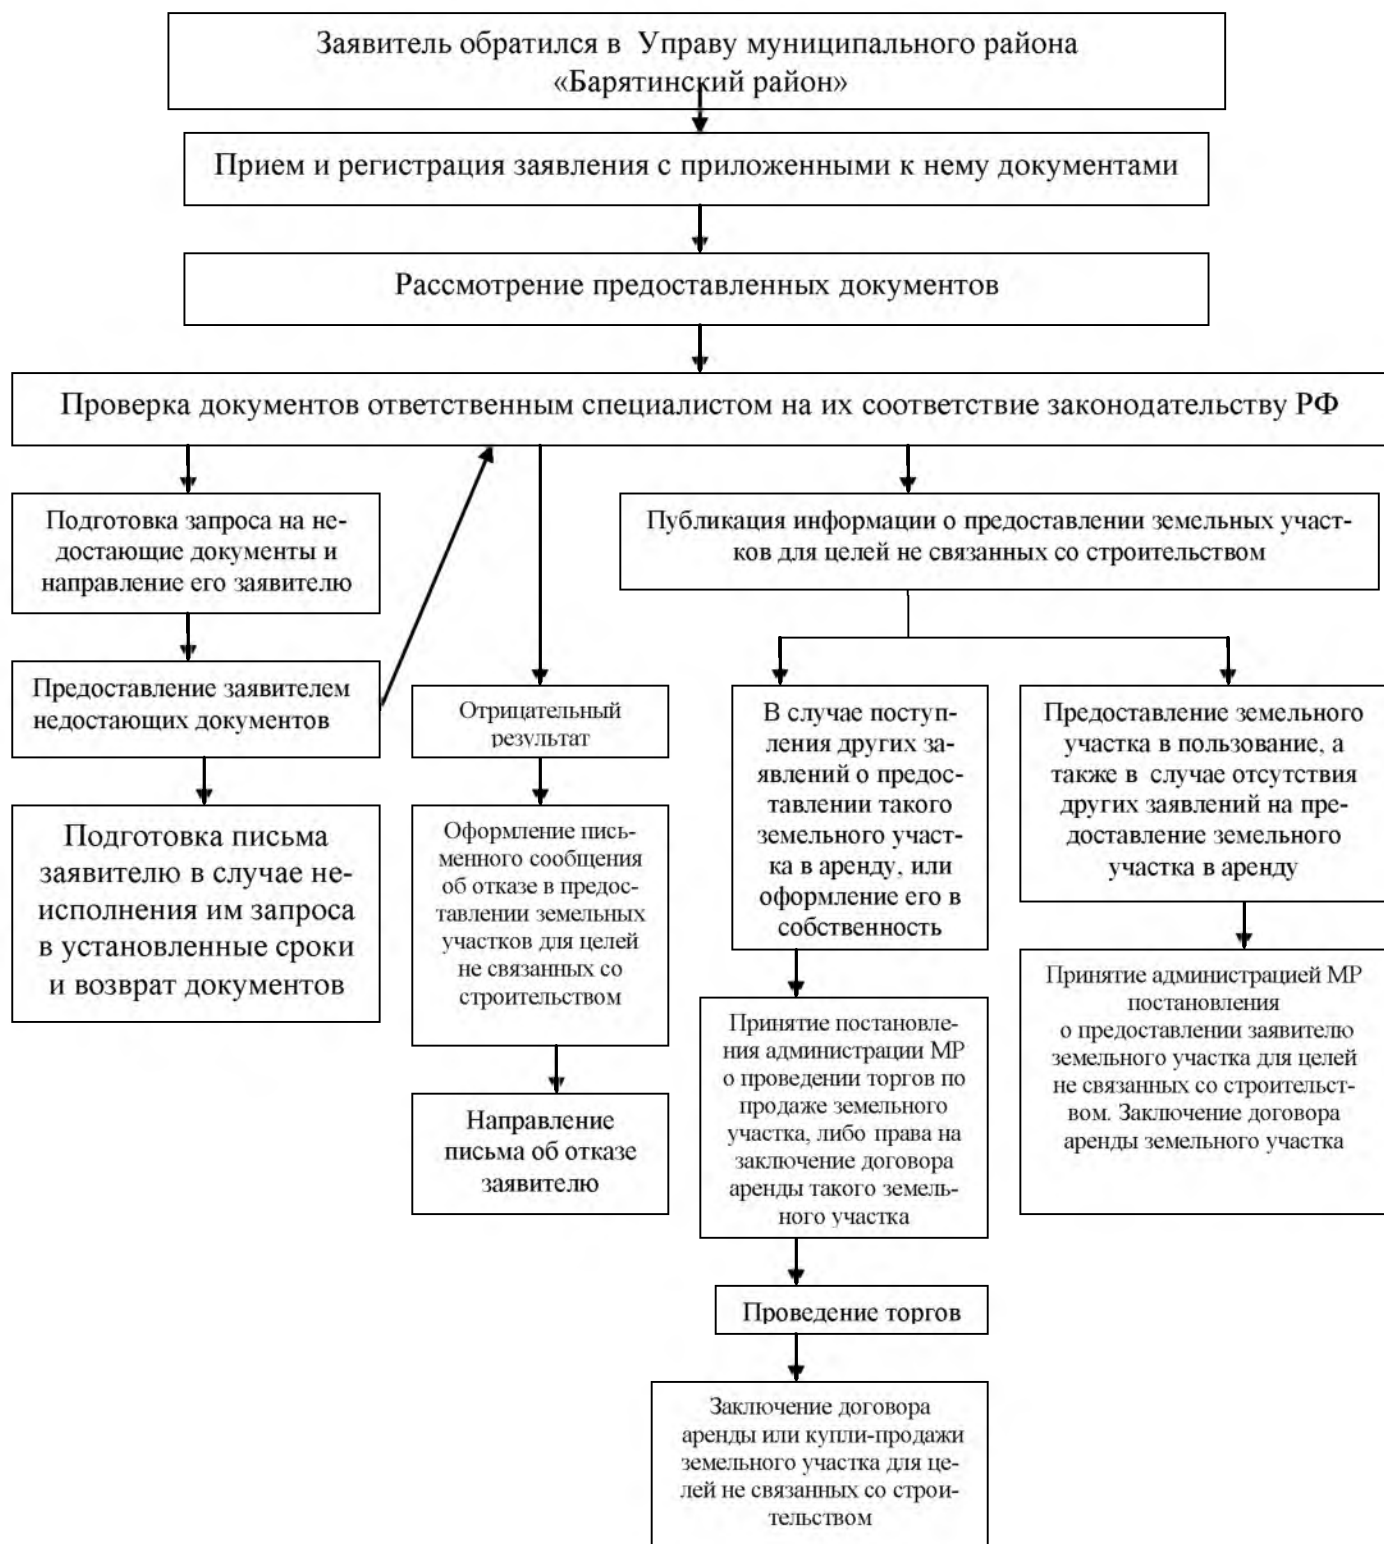 Заявитель обратился в Управу муниципального района
«Барятинский район»
Прием и регистрация заявления с приложенными к нему документами
Рассмотрение предоставленных документов
Проверка документов ответственным специалистом на их соответствие законодательству РФ
Подготовка запроса на не-
достающие документы и
направление его заявителю
Публикация информации о предоставлении земельных участ-
ков для целей не связанных со строительством
Предоставление заявителем
недостающих документов
Отрицательный
результат
В случае поступ-
ления других за-
явлений о предос-
тавлении такого
земельного участ-
ка в аренду, или
оформление его в
собственность
Предоставление земельного
участка в пользование, а
также в случае отсутствия
других заявлений на пре-
доставление земельного
участка в аренду
Подготовка письма
заявителю в случае не-
исполнения им запроса
в установленные сроки
и возврат документов
Оформление пись-
менного сообщения
об отказе в предос-
тавлении земельных
участков для целей
не связанных со
строительством
Направление
письма об отказе
заявителю
Принятие постановле-
ния администрации МР
о проведении торгов по
продаже земельного
участка, либо права на
заключение договора
аренды такого земель-
ного участка
Принятие администрацией МР
постановления
о предоставлении заявителю
земельного участка для целей
не связанных со строительст-
вом. Заключение договора
аренды земельного участка
Проведение торгов
Заключение договора
аренды или купли-продажи
земельного участка для це-
лей не связанных со строи-
тельством